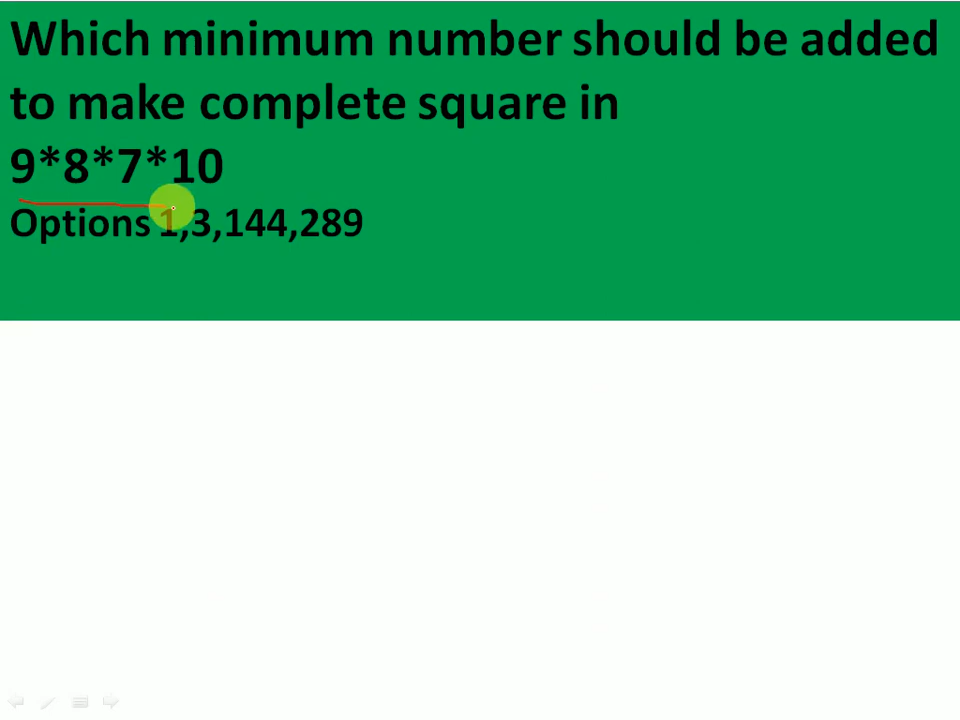 Which minimum number should be added
to make complete square in
9*8*7*10
Options 1,3,144,289